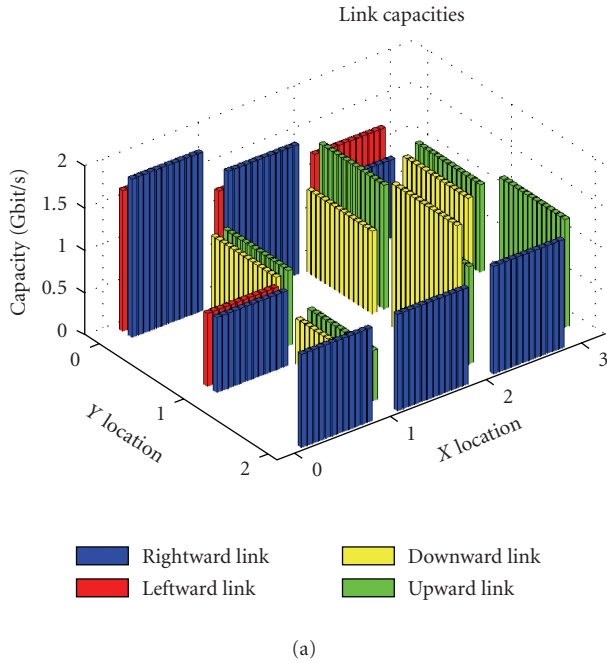 Link capacities
Capacity (Gbit/s)
2
1.5
1
0.5
0
0
1
2
Y location
0
1
2
3
X location
Rightward link
Downward link
Leftward link
Upward link
(a)